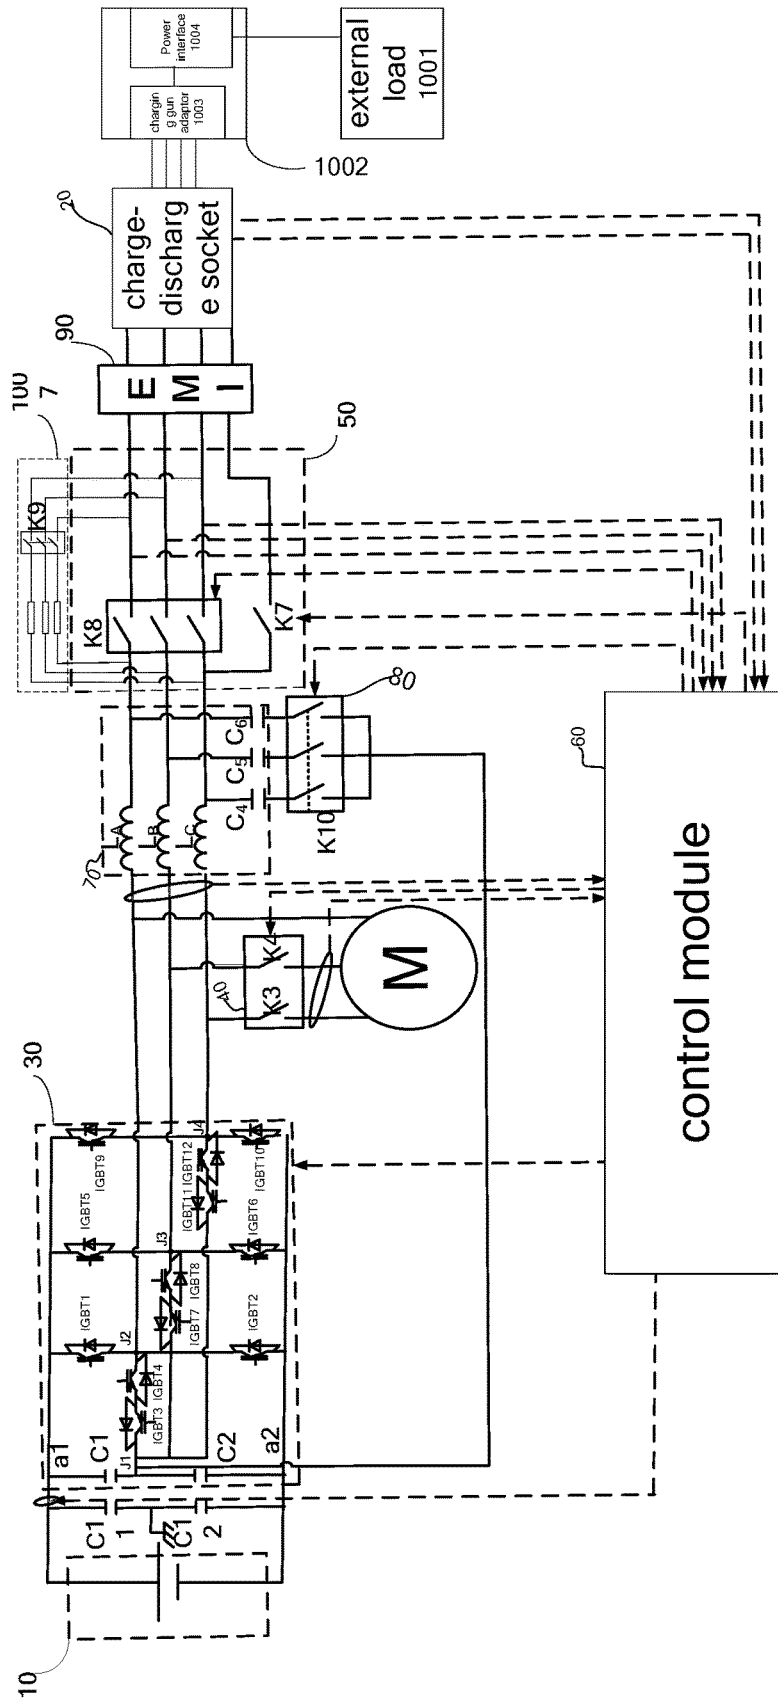 Power
interface
1004
chargin
g gun
adaptor
1003
external
load
1001
1002
20
charge-
discharg
e socket
90
E
M
I
100
7
50
K9
K8
K7
80
C6
C5
C4
K10
70
LA
LB
LC
60
control module
40
K4
K3
M
30
IGBT9
IGBT5
IGBT1
J4
J3
J2
J1
IGBT12
IGBT11
IGBT10
IGBT8
IGBT7
IGBT6
IGBT4
IGBT3
IGBT2
a1
C1
C2
a2
C1
1
C1
2
10